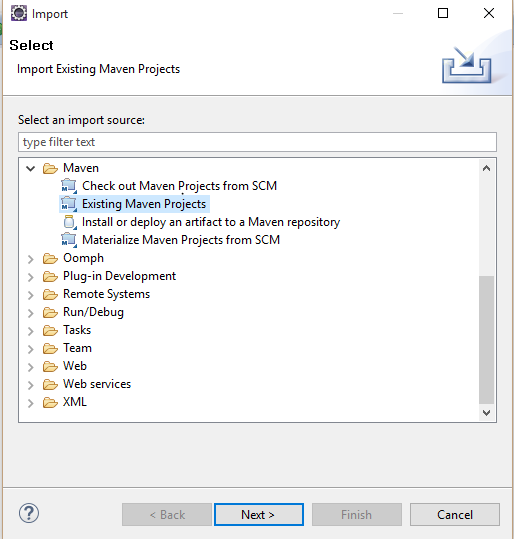 Import
Select
Import Existing Maven Projects
Select an import source:
type filter text
Maven
Check out Maven Projects from SCM
Existing Maven Projects
Install or deploy an artifact to a Maven repository
Materialize Maven Projects from SCM
Oomph
Plug-in Development
Remote Systems
Run/Debug
Tasks
Team
Web
Web services
XML
? < Back Next > Finish Cancel